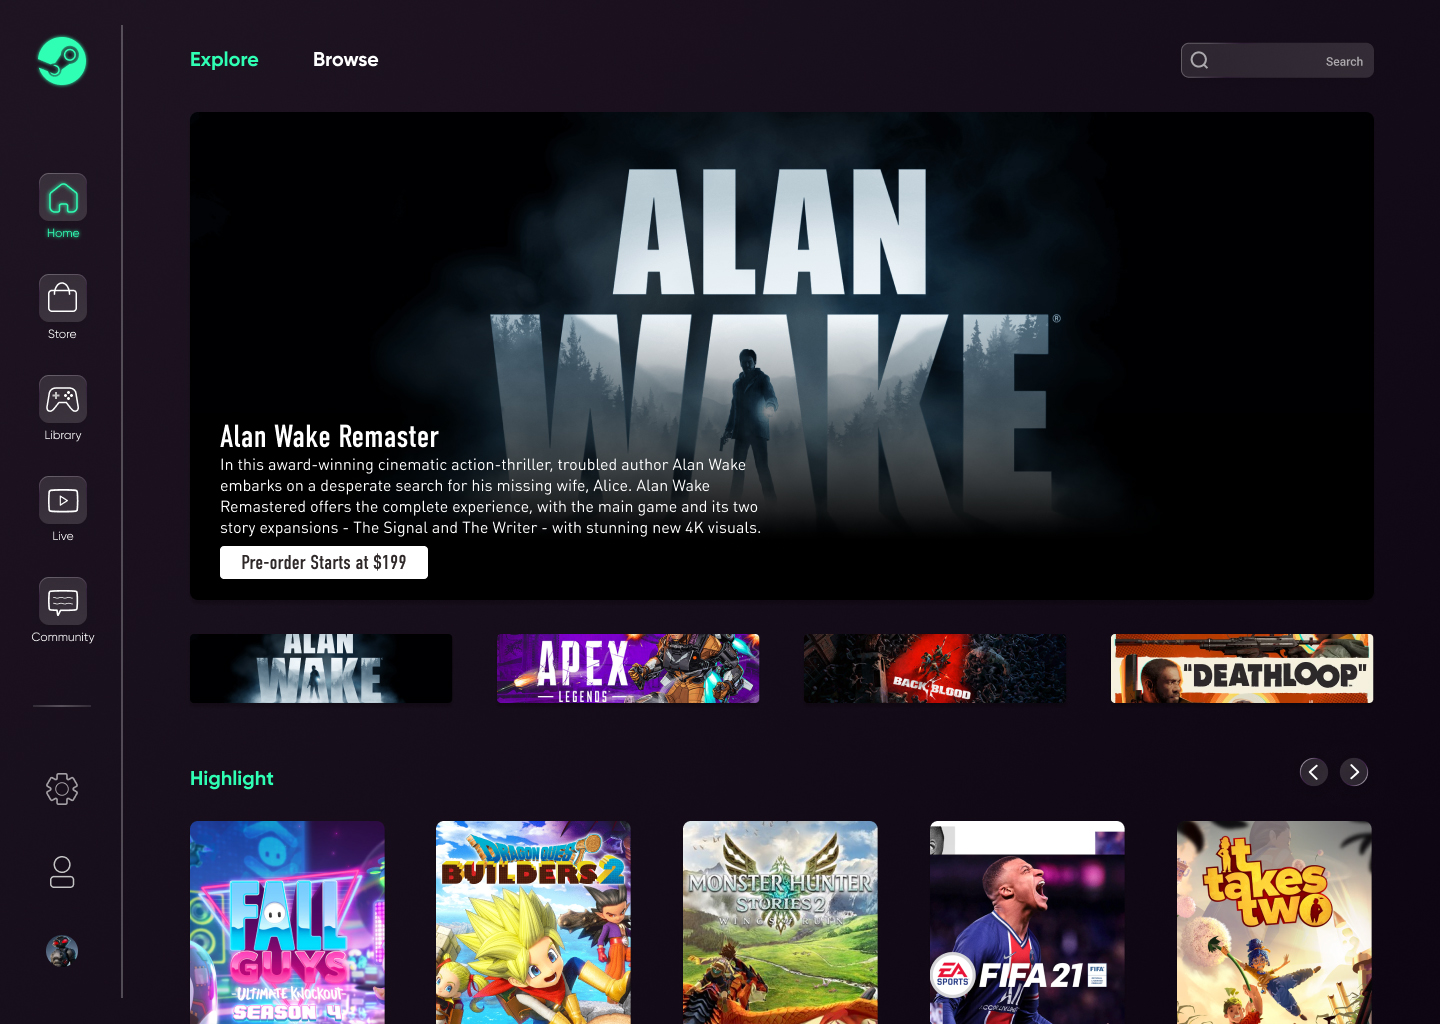 Explore
Browse
Search
Home
Store
Library
Live
Community
ALAN
WAKE®
Alan Wake Remaster
In this award-winning cinematic action-thriller, troubled author Alan Wake
embarks on a desperate search for his missing wife, Alice. Alan Wake
Remastered offers the complete experience, with the main game and its two
story expansions - The Signal and The Writer - with stunning new 4K visuals.
Pre-order Starts at $199
ALAN
WAKE
APEX
LEGENDS
BACK BLOOD
"DEATHLOOP"
Highlight
FALL
GUYS
ULTIMATE KNOCKOUT
SEASON 4
DRAGON QUEST
BUILDERS 2
MONSTER HUNTER
STORIES 2
WINGS OF RUIN
EA
SPORTS
FIFA 21
FIFA
it
takes
two